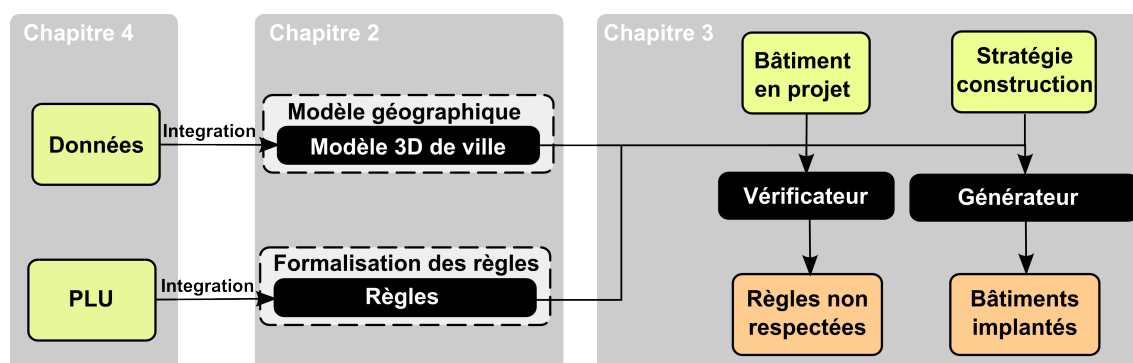 Chapitre 4
Chapitre 2
Chapitre 3
Bâtiment
en projet
Stratégie
construction
Données
Integration
Modèle géographique
Modèle 3D de ville
Vérificateur
Générateur
PLU
Integration
Formalisation des règles
Règles
Règles non
respectées
Bâtiments
implantés